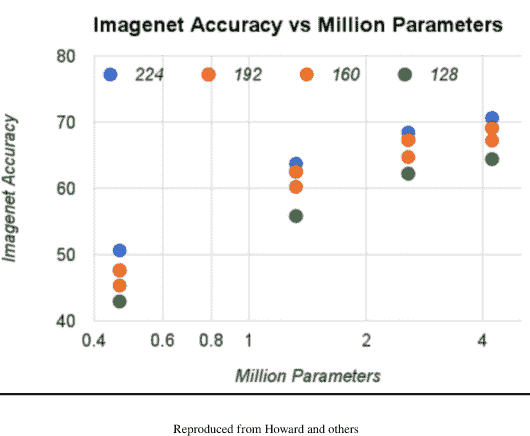 Imagenet Accuracy vs Million Parameters
80
224 192 160 128
70
Imagenet Accuracy
60
50
40
0.4 0.6 0.8 1 2 4
Million Parameters
Reproduced from Howard and others